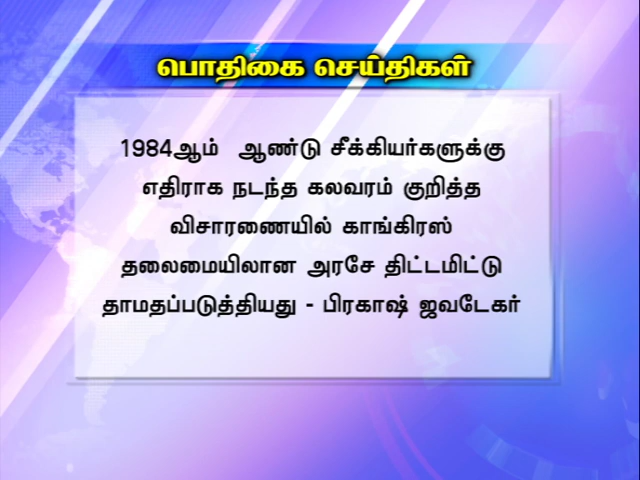 பொதிகை செய்திகள்
1984ஆம் ஆண்டு சீக்கியர்களுக்கு
எதிராக நடந்த கலவரம் குறித்த
விசாரணையில் காங்கிரஸ்
தலைமையிலான அரசே திட்டமிட்டு
தாமதப்படுத்தியது - பிரகாஷ் ஜவடேகர்